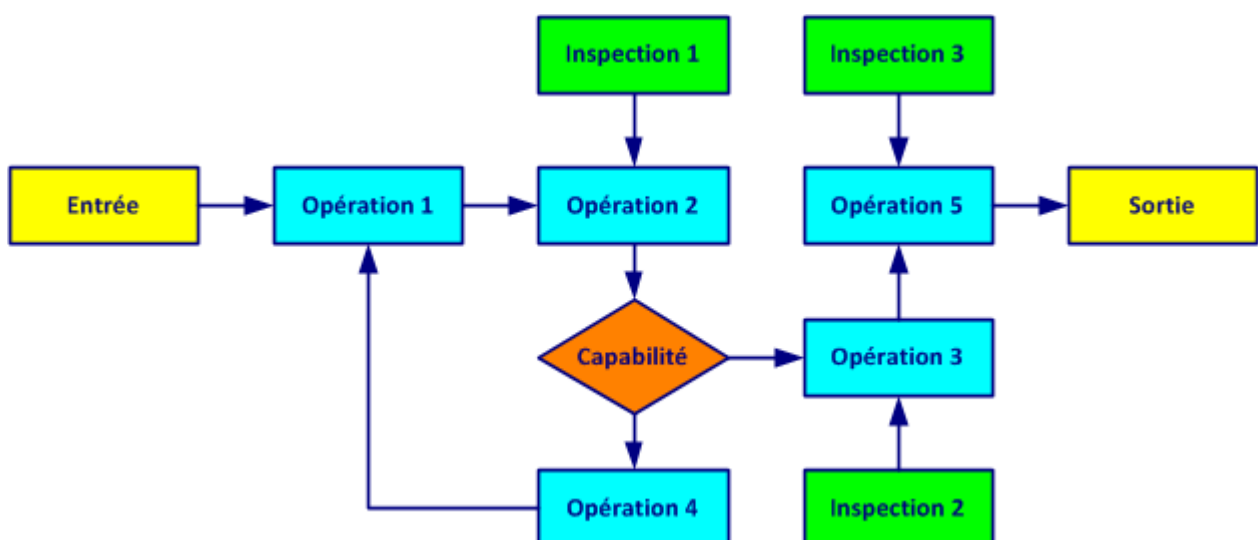 Inspection 1
Inspection 3
Entrée
Opération 1
Opération 2
Opération 5
Sortie
Capabilité
Opération 3
Opération 4
Inspection 2